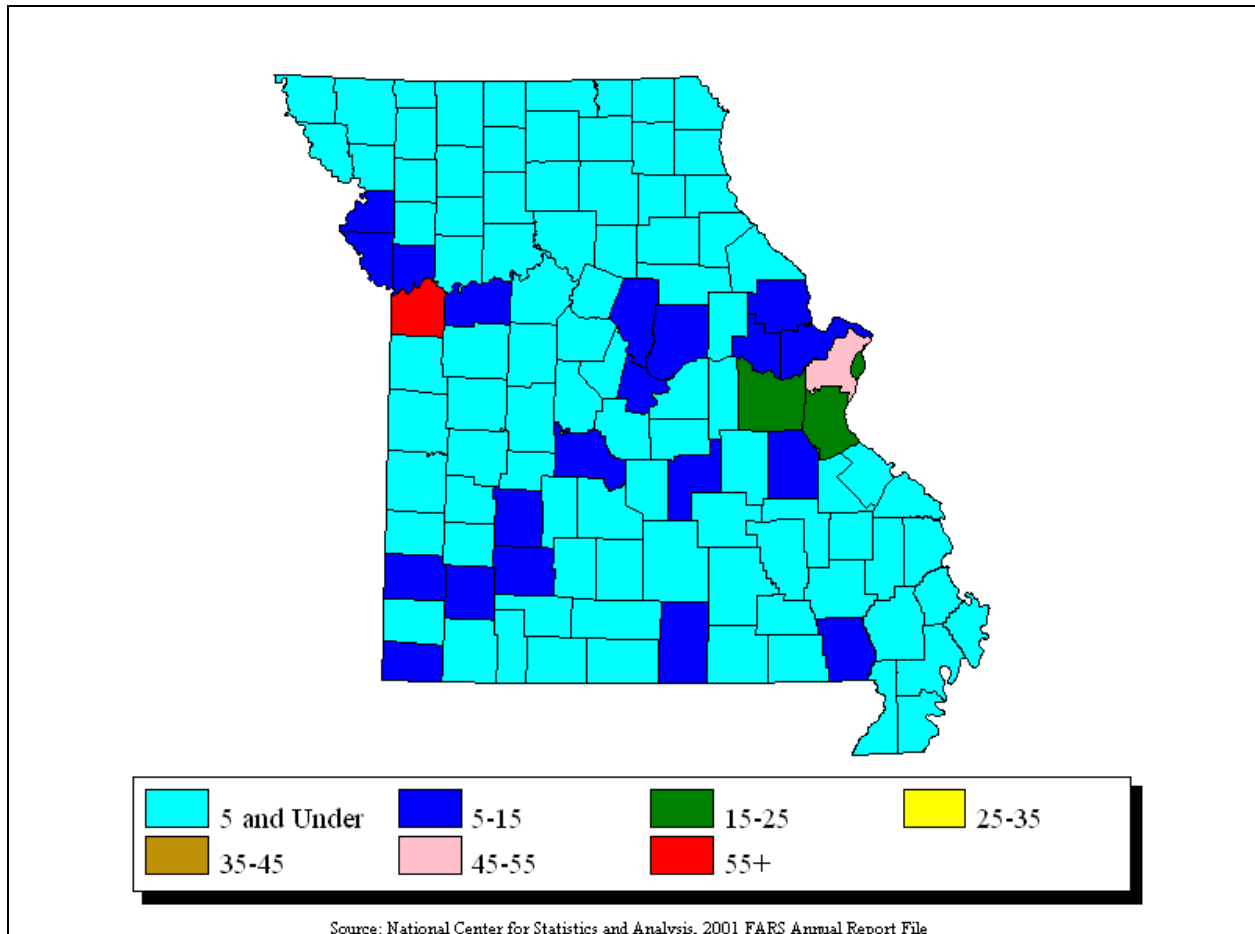 5 and Under 5-15 15-25 25-35
35-45 45-55 55+
Source: National Center for Statistics and Analysis, 2001 FARS Annual Report File